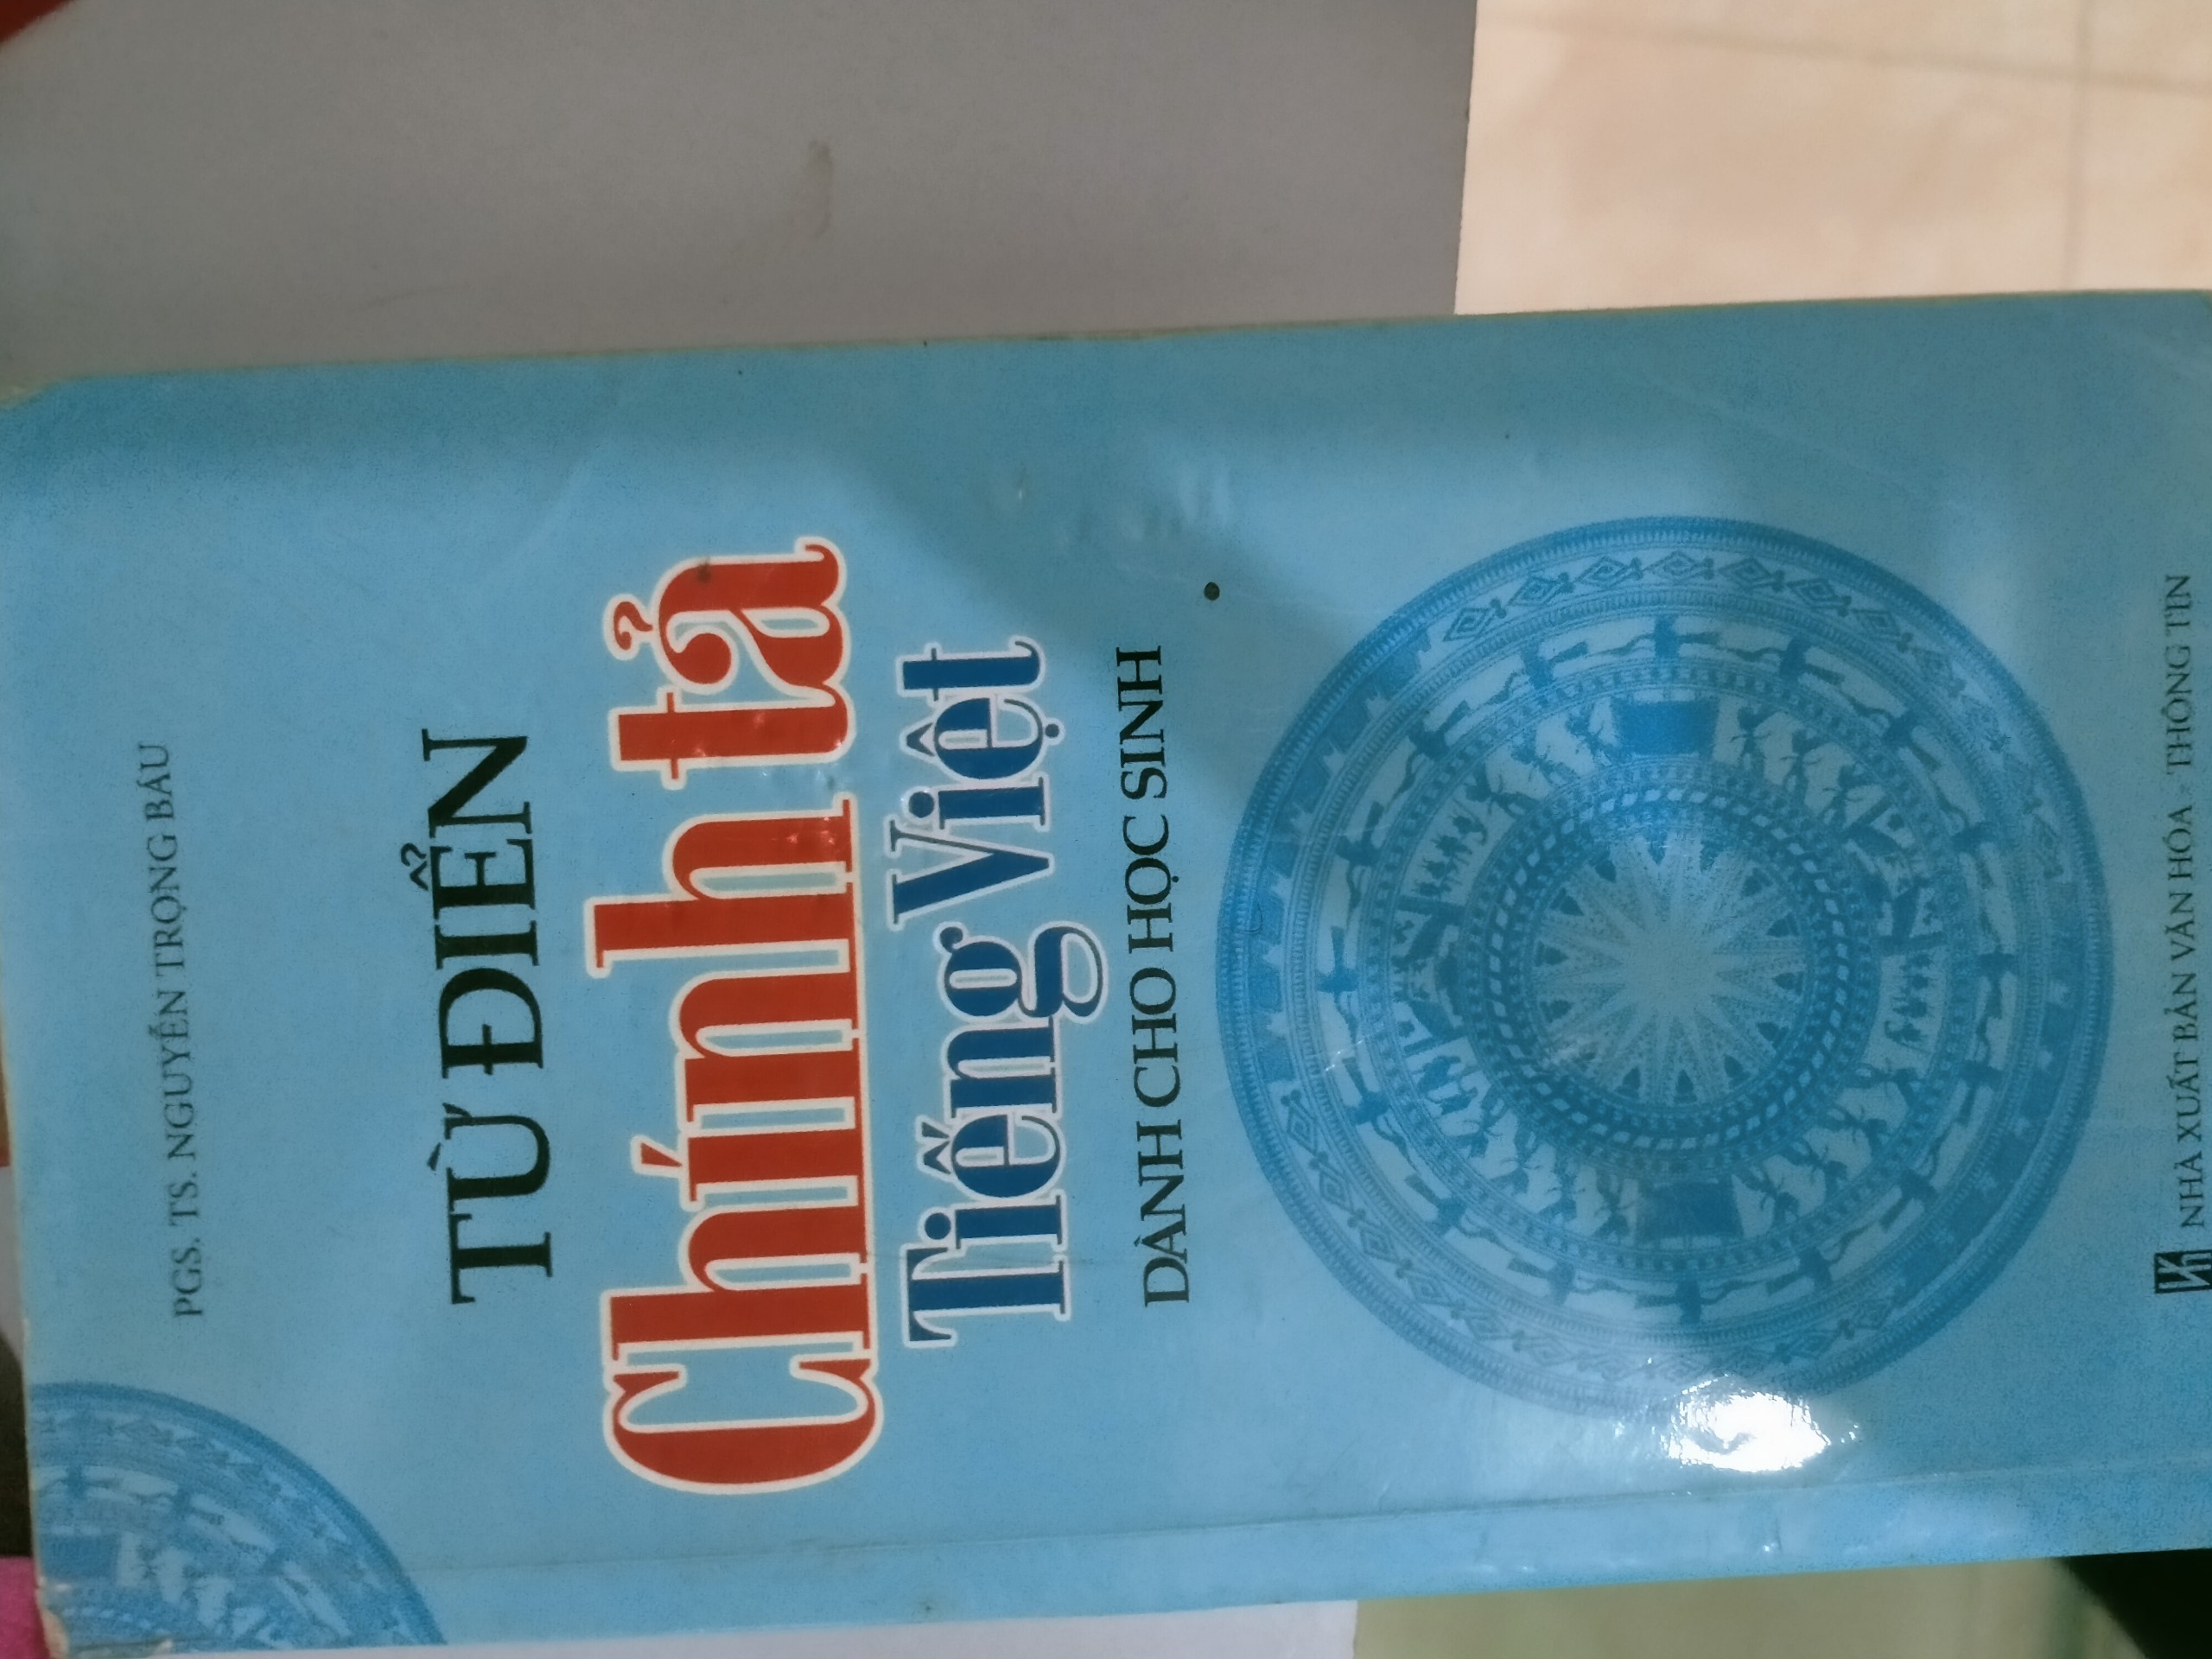 PGS. TS. NGUYỄN TRỌNG BÁU
TỪ ĐIỂN
Chính tả
Tiếng Việt
DÀNH CHO HỌC SINH
NHÀ XUẤT BẢN VĂN HÓA - THÔNG TIN